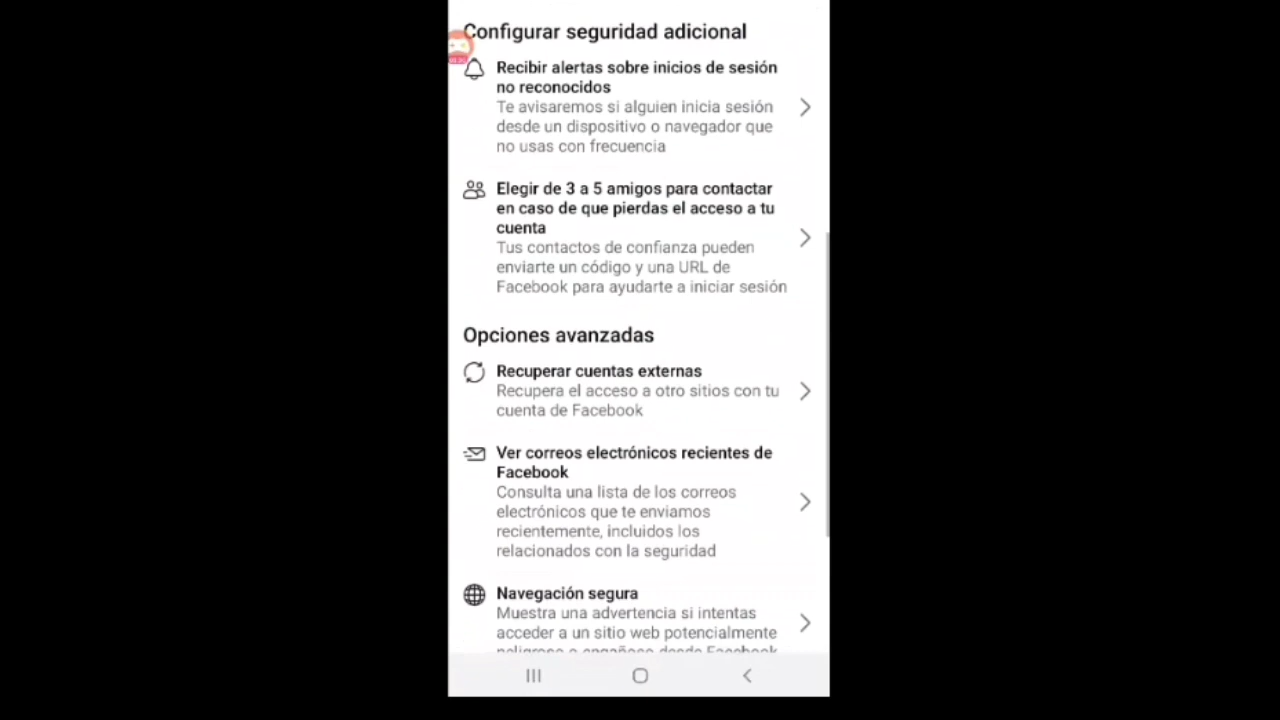 Configurar seguridad adicional
Recibir alertas sobre inicios de sesión
no reconocidos
Te avisaremos si alguien inicia sesión
desde un dispositivo o navegador que
no usas con frecuencia
Elegir de 3 a 5 amigos para contactar
en caso de que pierdas el acceso a tu
cuenta
Tus contactos de confianza pueden
enviarte un código y una URL de
Facebook para ayudarte a iniciar sesión
Opciones avanzadas
Recuperar cuentas externas
Recupera el acceso a otro sitios con tu
cuenta de Facebook
Ver correos electrónicos recientes de
Facebook
Consulta una lista de los correos
electrónicos que te enviamos
recientemente, incluidos los
relacionados con la seguridad
Navegación segura
Muestra una advertencia si intentas
acceder a un sitio web potencialmente
peligroso o engañoso desde Facebook